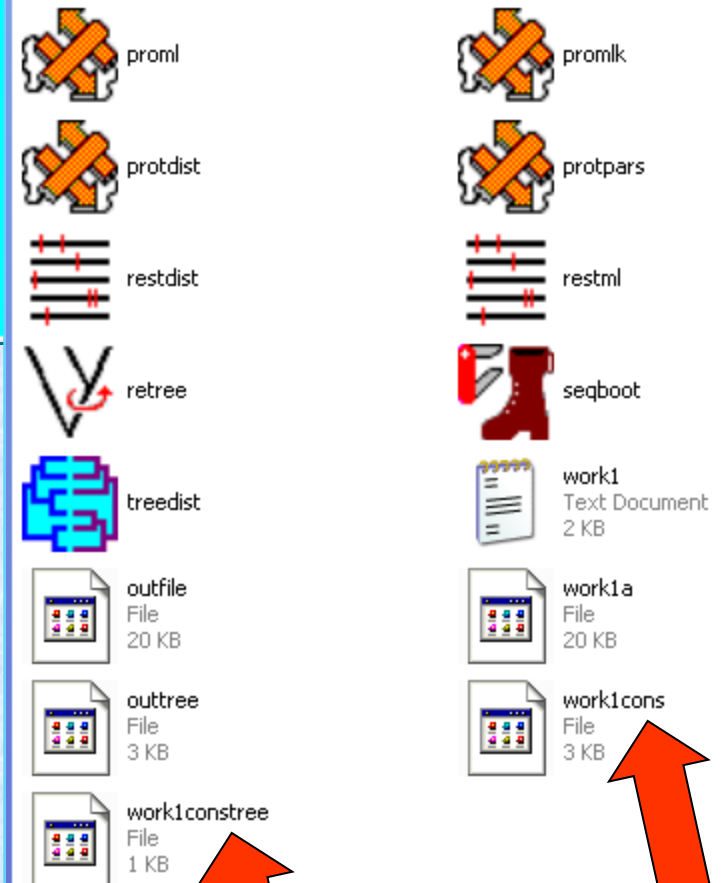 proml
promlk
protdist
protpars
restdist
restml
retree
seqboot
treedist
work1
Text Document
2 KB
outfile
File
20 KB
work1a
File
20 KB
outtree
File
3 KB
work1cons
File
3 KB
work1constree
File
1 KB